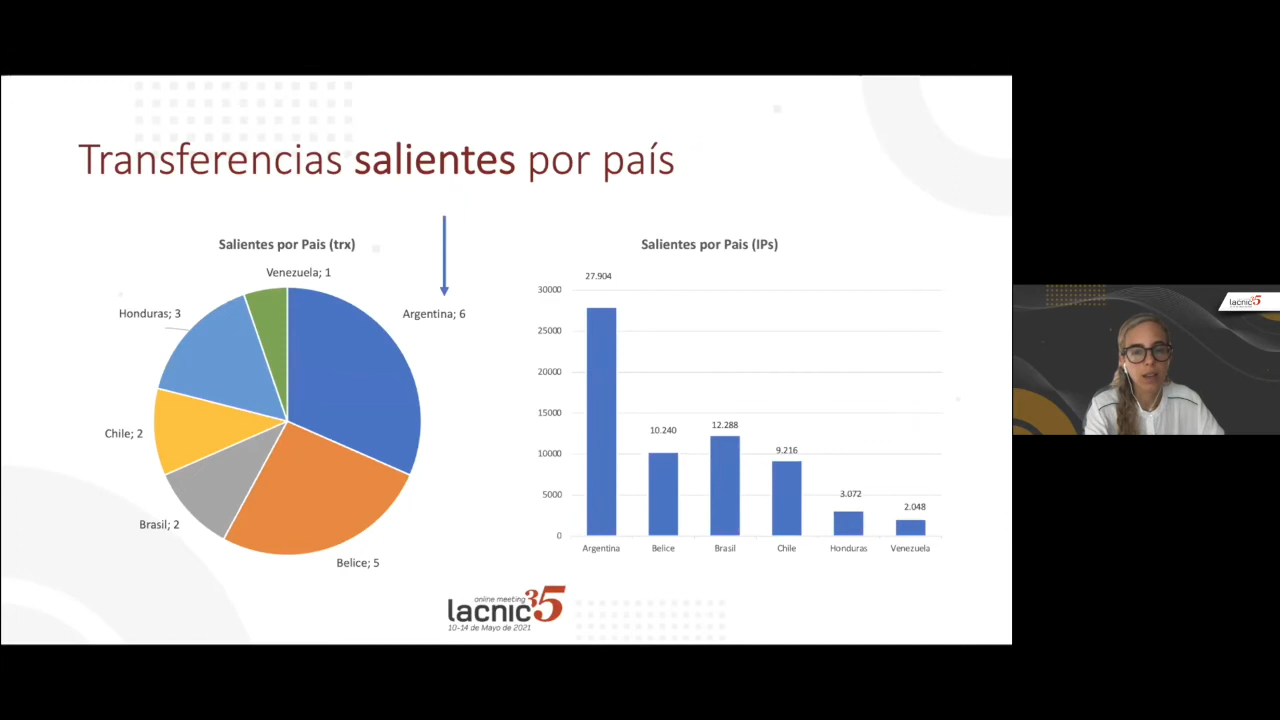 Transferencias salientes por país
Salientes por Pais (trx)
Venezuela; 1
Honduras; 3
Argentina; 6
Chile; 2
Brasil; 2
Belice; 5
Salientes por Pais (IPs)
27.904
30000
25000
20000
15000
12.288
10.240
10000
9.216
5000
3.072
2.048
0
Argentina
Belice
Brasil
Chile
Honduras
Venezuela
online meeting
lacnic35
10-14 de Mayo de 2021
lacnic35